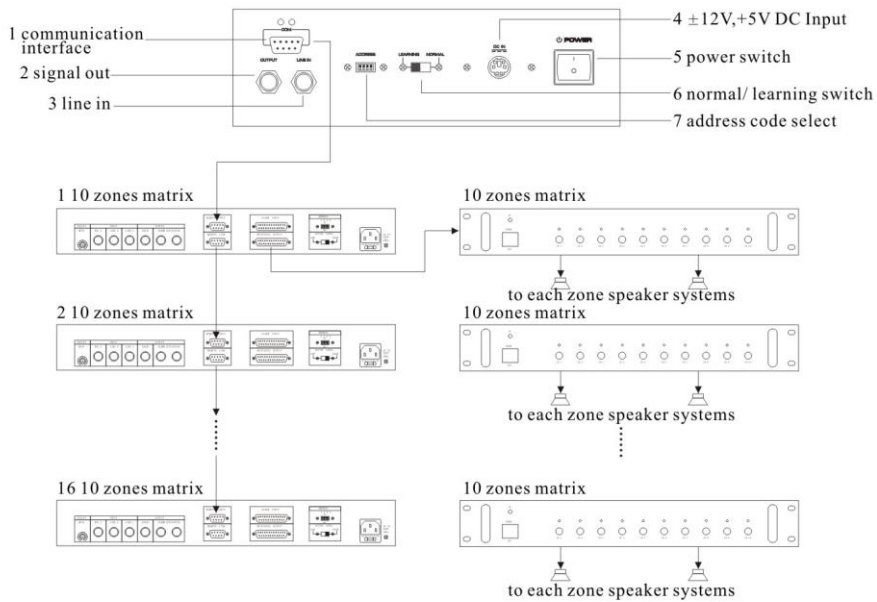 1 communication
interface
2 signal out
3 line in
COM
OUTPUT
LINE IN
ADDRESS
LEARNING
NORMAL
DC IN
POWER
4 ±12V,+5V DC Input
5 power switch
6 normal/ learning switch
7 address code select
1 10 zones matrix
10 zones matrix
to each zone speaker systems
2 10 zones matrix
10 zones matrix
to each zone speaker systems
16 10 zones matrix
10 zones matrix
to each zone speaker systems